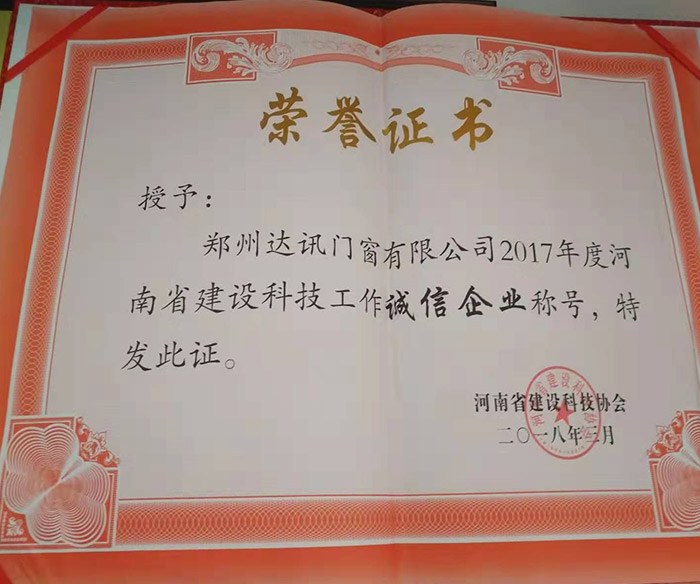 荣誉证书
授予：
郑州达讯门窗有限公司2017年度河
南省建设科技工作诚信企业称号，特
发此证。
河南省建设科技协会
二〇一八年三月